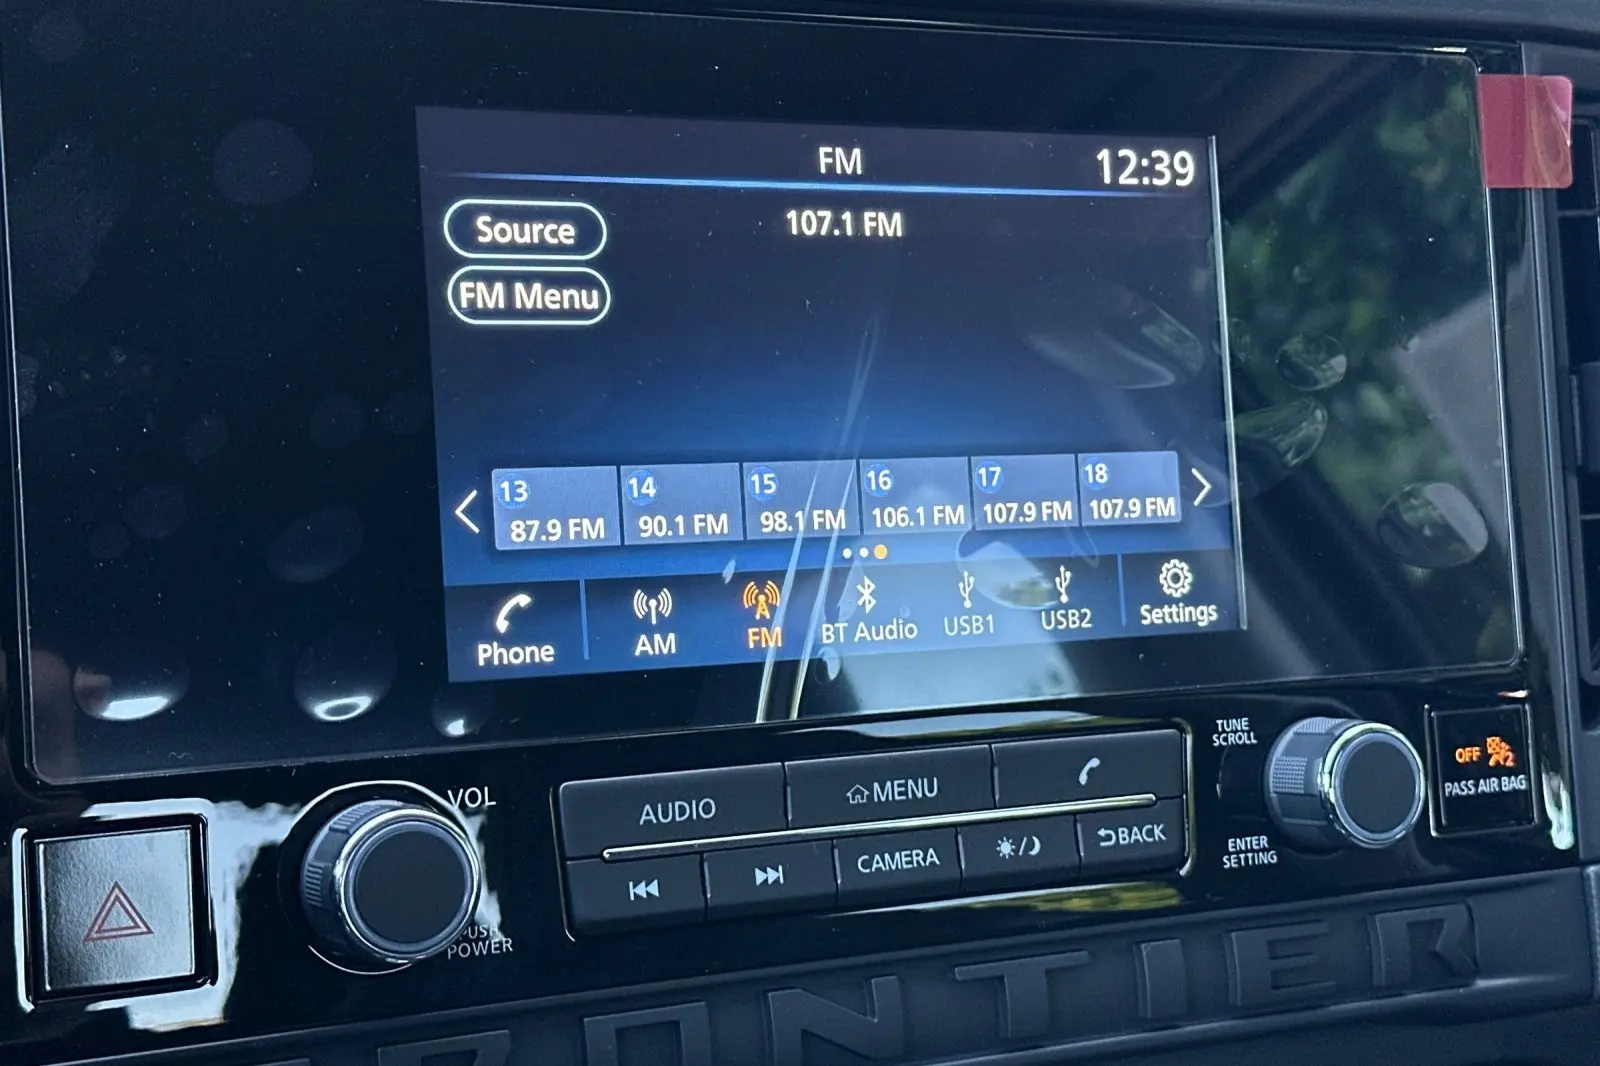 FM
12:39
Source
107.1 FM
FM Menu
13
14
15
16
17
18
87.9 FM
90.1 FM
98.1 FM
106.1 FM
107.9 FM
107.9 FM
Phone
AM
FM
BT Audio
USB1
USB2
Settings
VOL
PUSH
POWER
AUDIO
MENU
CAMERA
BACK
TUNE
SCROLL
ENTER
SETTING
OFF
2
PASS AIR BAG
RONTIER